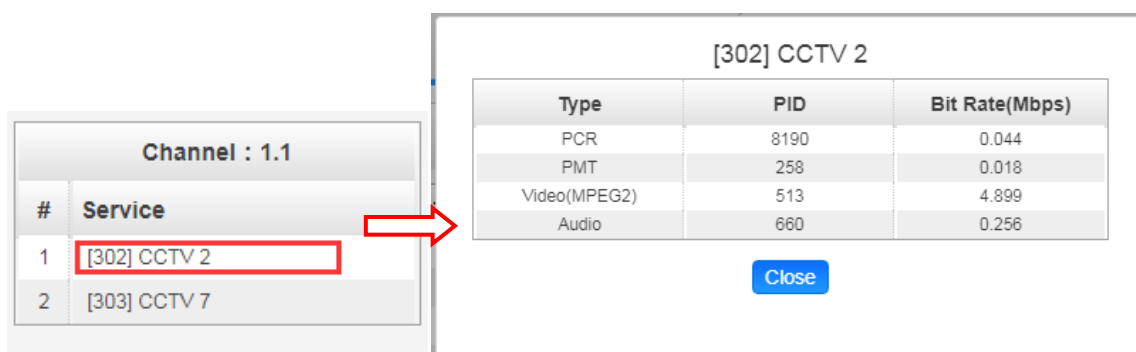 Channel : 1.1
# Service
1 [302] CCTV 2
2 [303] CCTV 7
[302] CCTV 2
Type PID Bit Rate(Mbps)
PCR 8190 0.044
PMT 258 0.018
Video(MPEG2) 513 4.899
Audio 660 0.256
Close